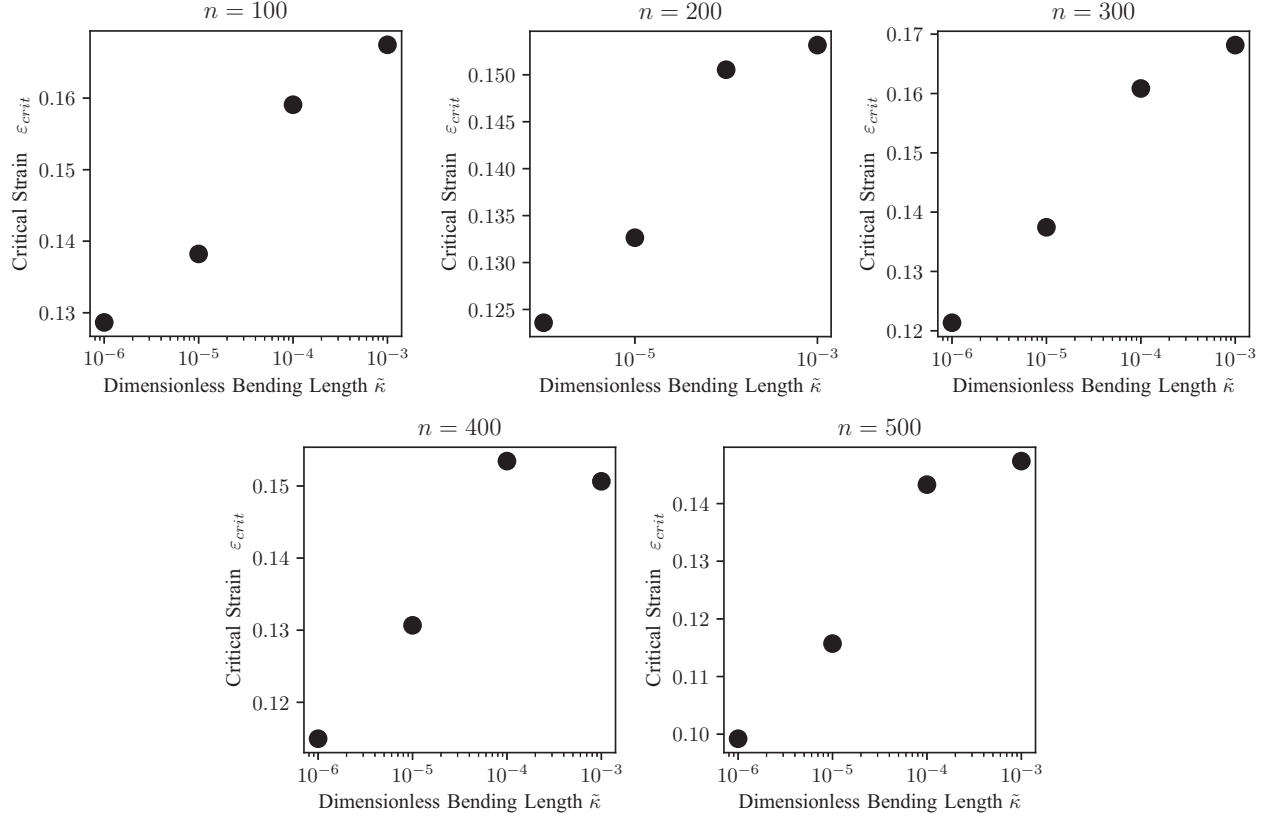 n = 100
n = 200
n = 300
0.16
0.15
0.14
0.13
Critical Strain ε_crit
10⁻⁶ 10⁻⁵ 10⁻⁴ 10⁻³
Dimensionless Bending Length κ̃
0.150
0.145
0.140
0.135
0.130
0.125
Critical Strain ε_crit
10⁻⁵ 10⁻³
Dimensionless Bending Length κ̃
0.17
0.16
0.15
0.14
0.13
0.12
Critical Strain ε_crit
10⁻⁶ 10⁻⁵ 10⁻⁴ 10⁻³
Dimensionless Bending Length κ̃
n = 400
n = 500
0.15
0.14
0.13
0.12
Critical Strain ε_crit
10⁻⁶ 10⁻⁵ 10⁻⁴ 10⁻³
Dimensionless Bending Length κ̃
0.14
0.13
0.12
0.11
0.10
Critical Strain ε_crit
10⁻⁶ 10⁻⁵ 10⁻⁴ 10⁻³
Dimensionless Bending Length κ̃